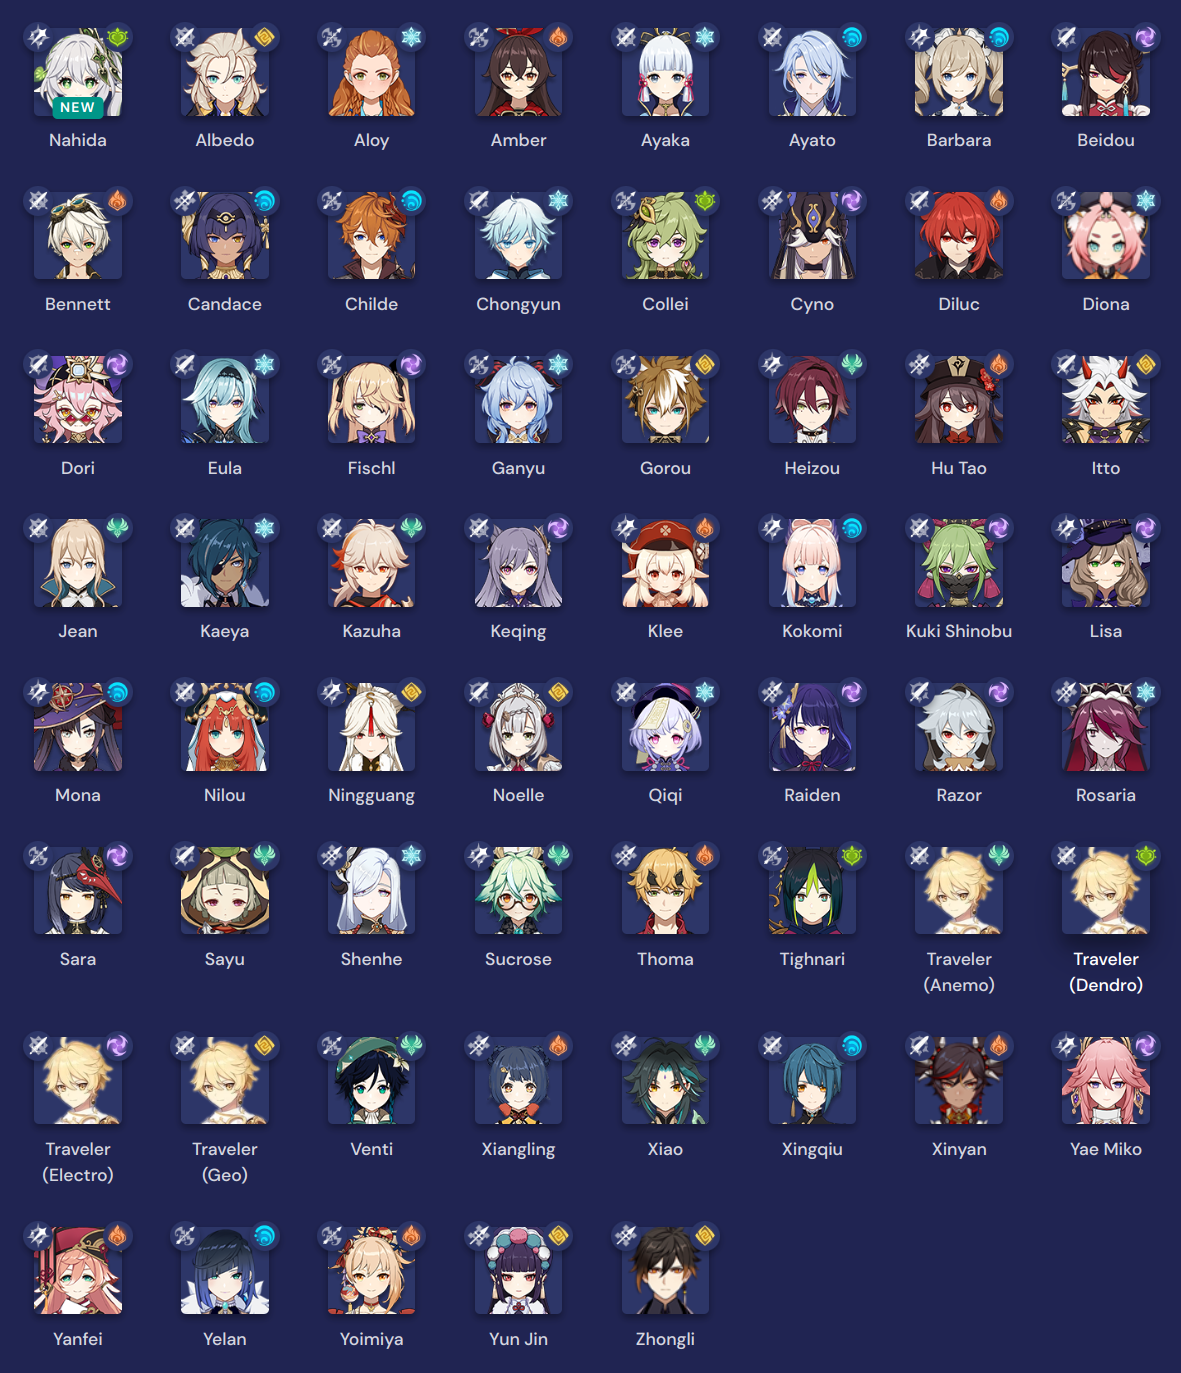 NEW
Nahida
Albedo
Aloy
Amber
Ayaka
Ayato
Barbara
Beidou
Bennett
Candace
Childe
Chongyun
Collei
Cyno
Diluc
Diona
Dori
Eula
Fischl
Ganyu
Gorou
Heizou
Hu Tao
Itto
Jean
Kaeya
Kazuha
Keqing
Klee
Kokomi
Kuki Shinobu
Lisa
Mona
Nilou
Ningguang
Noelle
Qiqi
Raiden
Razor
Rosaria
Sara
Sayu
Shenhe
Sucrose
Thoma
Tighnari
Traveler
(Anemo)
Traveler
(Dendro)
Traveler
(Electro)
Traveler
(Geo)
Venti
Xiangling
Xiao
Xingqiu
Xinyan
Yae Miko
Yanfei
Yelan
Yoimiya
Yun Jin
Zhongli